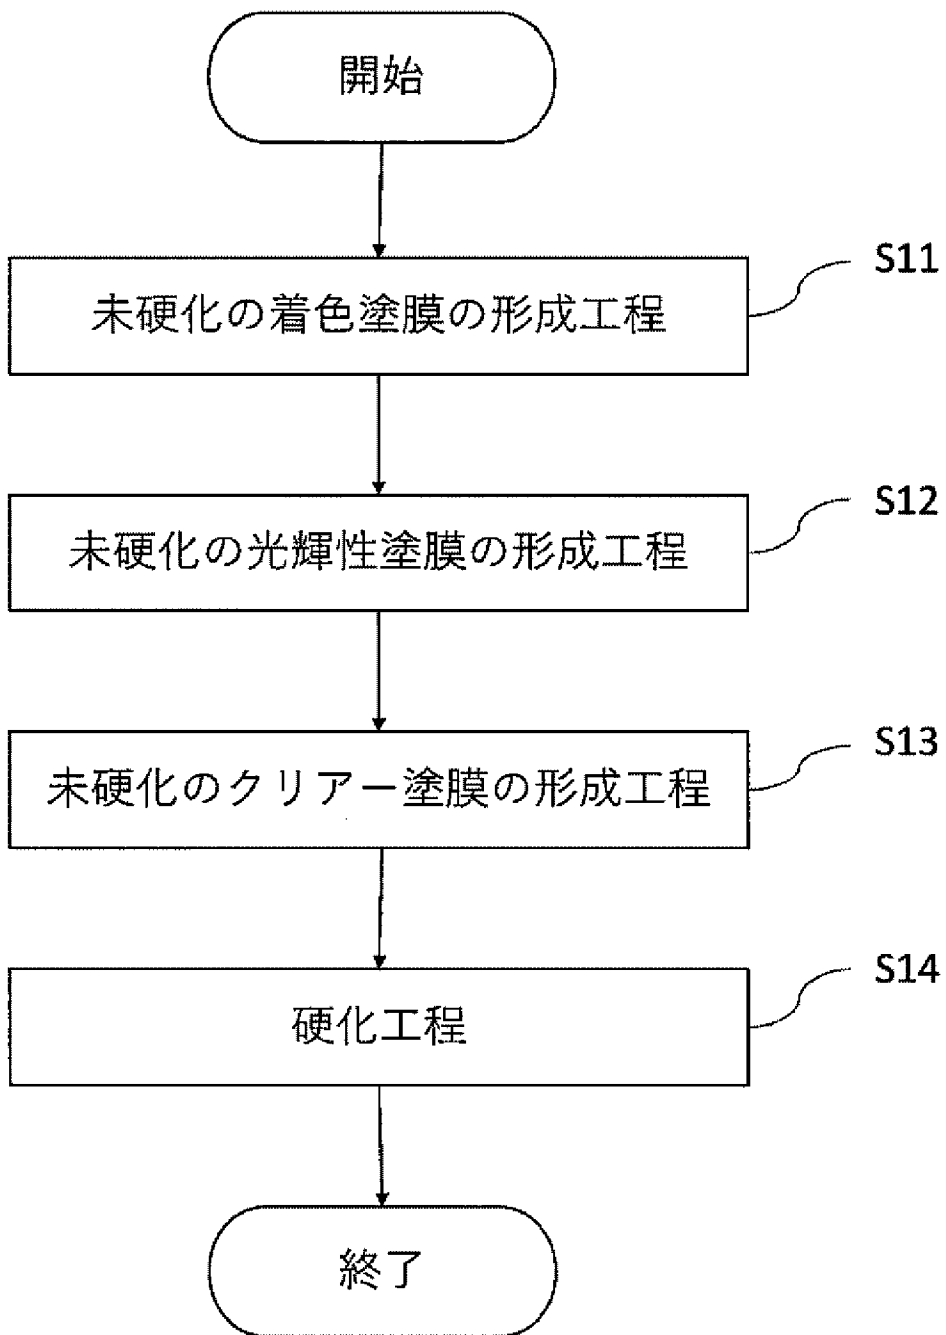 開始
未硬化の着色塗膜の形成工程
S11
未硬化の光輝性塗膜の形成工程
S12
未硬化のクリアー塗膜の形成工程
S13
硬化工程
S14
終了